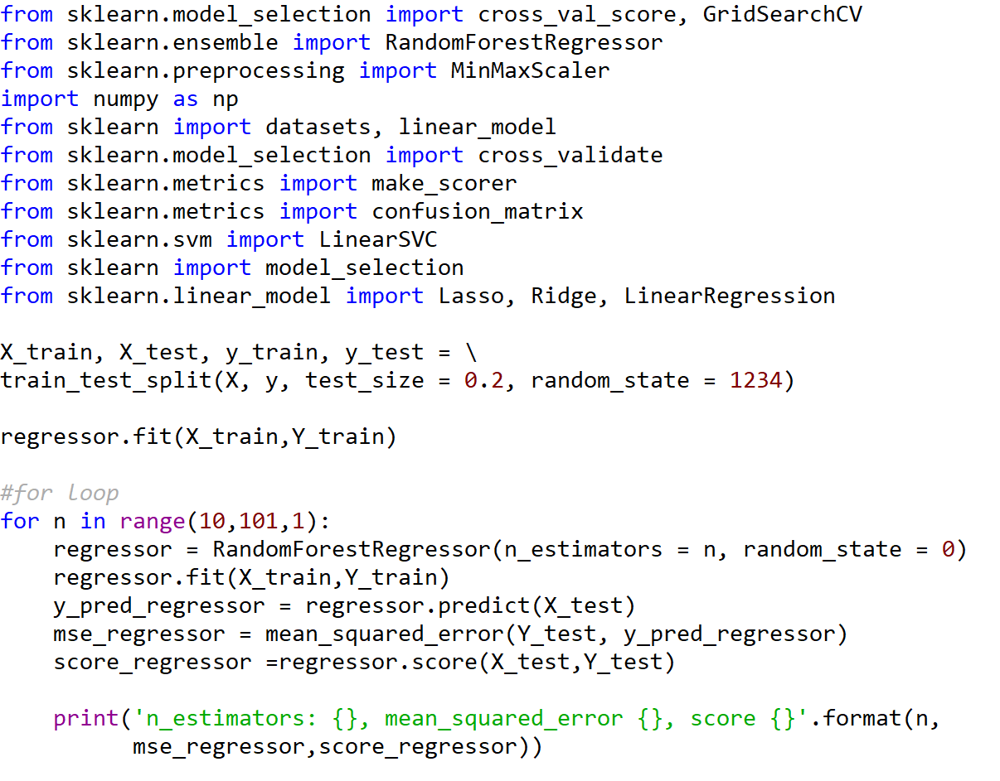 from sklearn.model_selection import cross_val_score, GridSearchCV
from sklearn.ensemble import RandomForestRegressor
from sklearn.preprocessing import MinMaxScaler
import numpy as np
from sklearn import datasets, linear_model
from sklearn.model_selection import cross_validate
from sklearn.metrics import make_scorer
from sklearn.metrics import confusion_matrix
from sklearn.svm import LinearSVC
from sklearn import model_selection
from sklearn.linear_model import Lasso, Ridge, LinearRegression

X_train, X_test, y_train, y_test = \
train_test_split(X, y, test_size = 0.2, random_state = 1234)

regressor.fit(X_train,Y_train)

#for loop
for n in range(10,101,1):
    regressor = RandomForestRegressor(n_estimators = n, random_state = 0)
    regressor.fit(X_train,Y_train)
    y_pred_regressor = regressor.predict(X_test)
    mse_regressor = mean_squared_error(Y_test, y_pred_regressor)
    score_regressor =regressor.score(X_test,Y_test)

    print('n_estimators: {}, mean_squared_error {}, score {}'.format(n,
          mse_regressor,score_regressor))